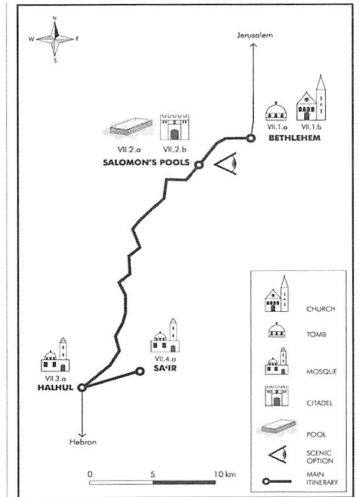 N
W E
S
Jerusalem
VII.1.a VII.1.b
BETHLEHEM
VII.2.a VII.2.b
SALOMON'S POOLS
VII.4.a
SA'IR
VII.3.a
HALHUL
Hebron
0 5 10 km
CHURCH
TOMB
MOSQUE
CITADEL
POOL
SCENIC
OPTION
MAIN
ITINERARY